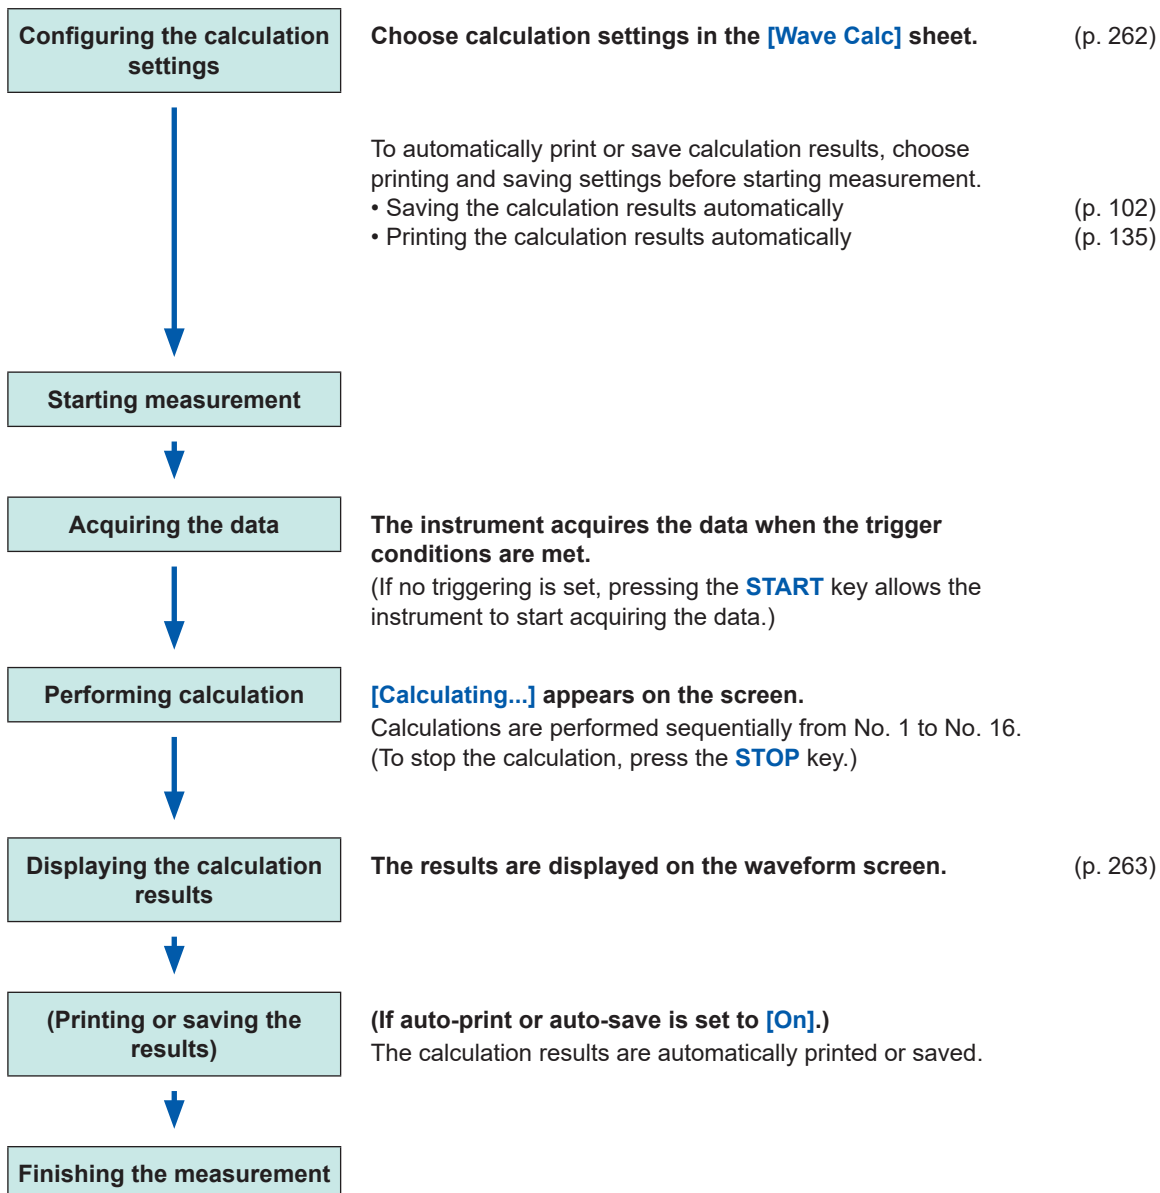 Configuring the calculation
settings
Choose calculation settings in the [Wave Calc] sheet. (p. 262)
To automatically print or save calculation results, choose
printing and saving settings before starting measurement.
• Saving the calculation results automatically (p. 102)
• Printing the calculation results automatically (p. 135)
Starting measurement
Acquiring the data
The instrument acquires the data when the trigger
conditions are met.
(If no triggering is set, pressing the START key allows the
instrument to start acquiring the data.)
Performing calculation
[Calculating...] appears on the screen.
Calculations are performed sequentially from No. 1 to No. 16.
(To stop the calculation, press the STOP key.)
Displaying the calculation
results
The results are displayed on the waveform screen. (p. 263)
(Printing or saving the
results)
(If auto-print or auto-save is set to [On].)
The calculation results are automatically printed or saved.
Finishing the measurement